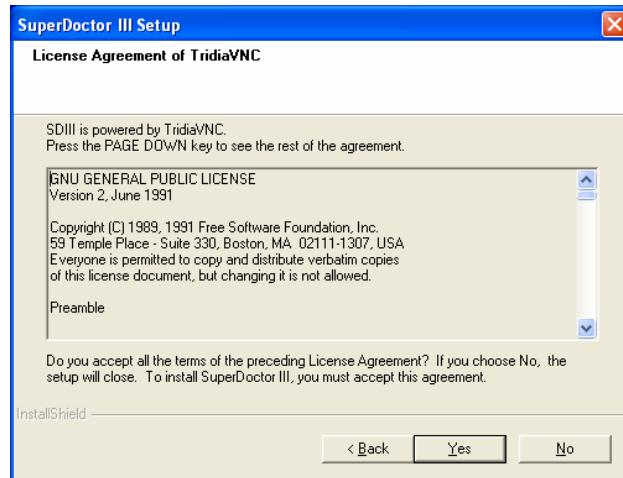 SuperDoctor III Setup
License Agreement of TridiaVNC
SDIII is powered by TridiaVNC.
Press the PAGE DOWN key to see the rest of the agreement.
GNU GENERAL PUBLIC LICENSE
Version 2, June 1991
Copyright (C) 1989, 1991 Free Software Foundation, Inc.
59 Temple Place - Suite 330, Boston, MA  02111-1307, USA
Everyone is permitted to copy and distribute verbatim copies
of this license document, but changing it is not allowed.
Preamble
Do you accept all the terms of the preceding License Agreement?  If you choose No,  the
setup will close.  To install SuperDoctor III, you must accept this agreement.
InstallShield
< Back
Yes
No